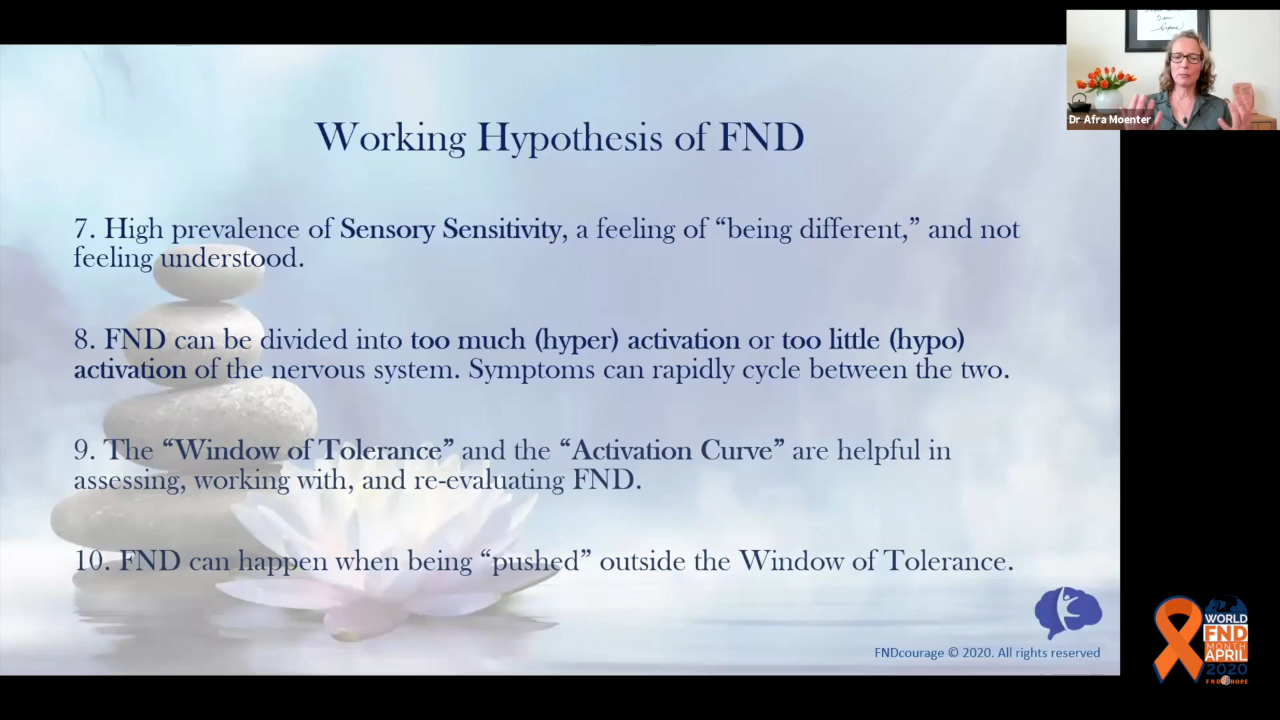 Working Hypothesis of FND
7. High prevalence of Sensory Sensitivity, a feeling of “being different,” and not
feeling understood.
8. FND can be divided into too much (hyper) activation or too little (hypo)
activation of the nervous system. Symptoms can rapidly cycle between the two.
9. The “Window of Tolerance” and the “Activation Curve” are helpful in
assessing, working with, and re-evaluating FND.
10. FND can happen when being “pushed” outside the Window of Tolerance.
FNDcourage © 2020. All rights reserved
Dr Afra Moenter
WORLD
FND
MONTH
APRIL
2020
FND HOPE